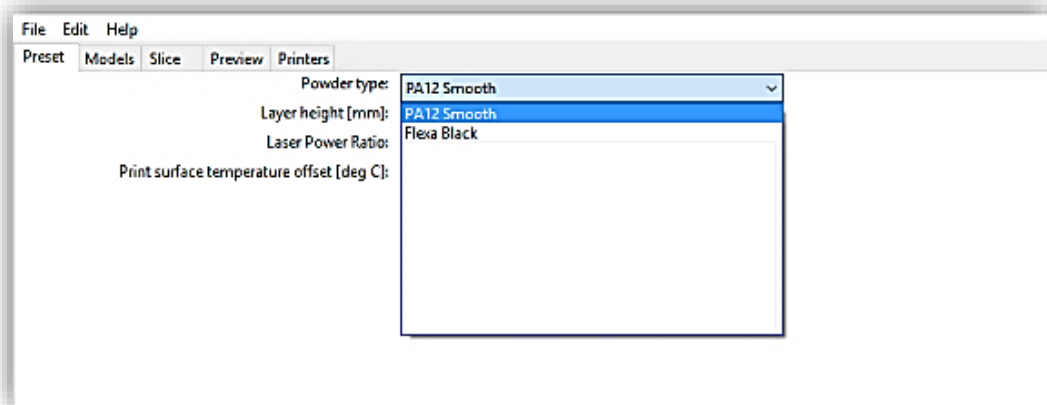 File Edit Help
Preset Models Slice Preview Printers
Powder type: PA12 Smooth
Layer height [mm]: PA12 Smooth
Flexa Black
Laser Power Ratio:
Print surface temperature offset [deg C]: